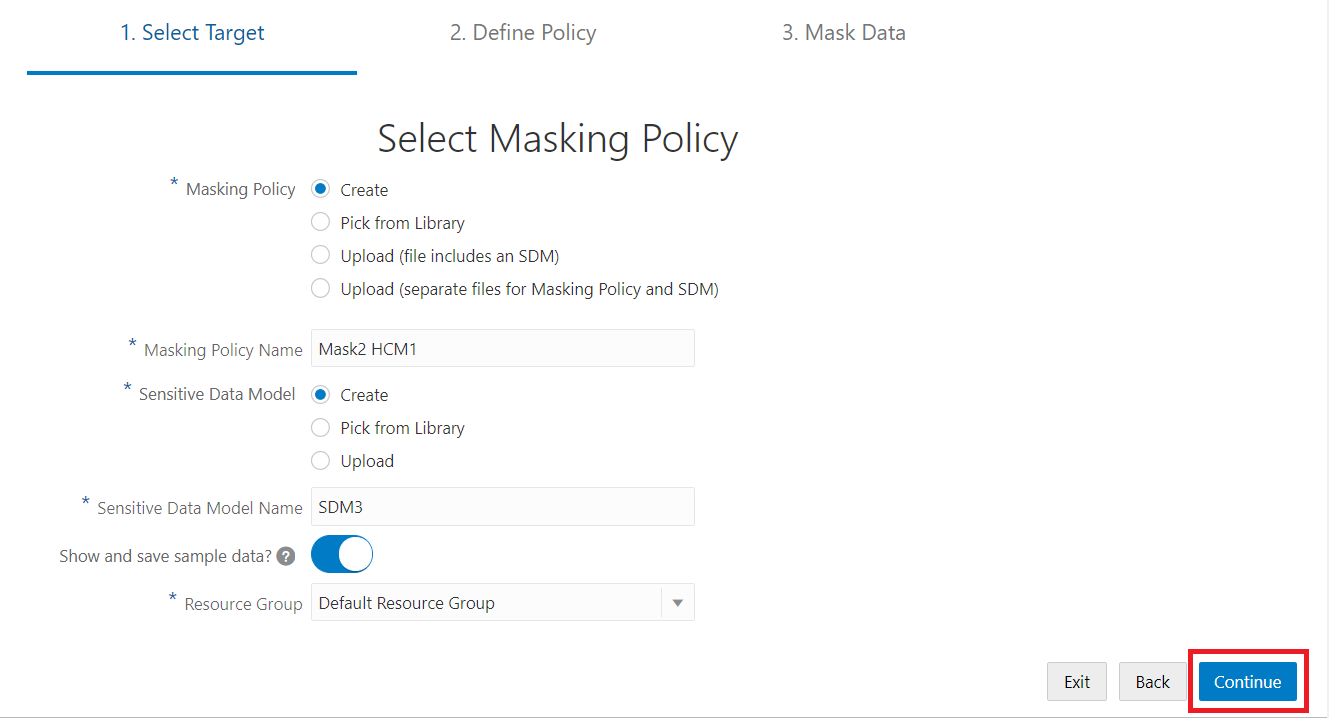 1. Select Target 2. Define Policy 3. Mask Data
Select Masking Policy
* Masking Policy Create
Pick from Library
Upload (file includes an SDM)
Upload (separate files for Masking Policy and SDM)
* Masking Policy Name Mask2 HCM1
* Sensitive Data Model Create
Pick from Library
Upload
* Sensitive Data Model Name SDM3
Show and save sample data? ?
* Resource Group Default Resource Group
Exit Back Continue